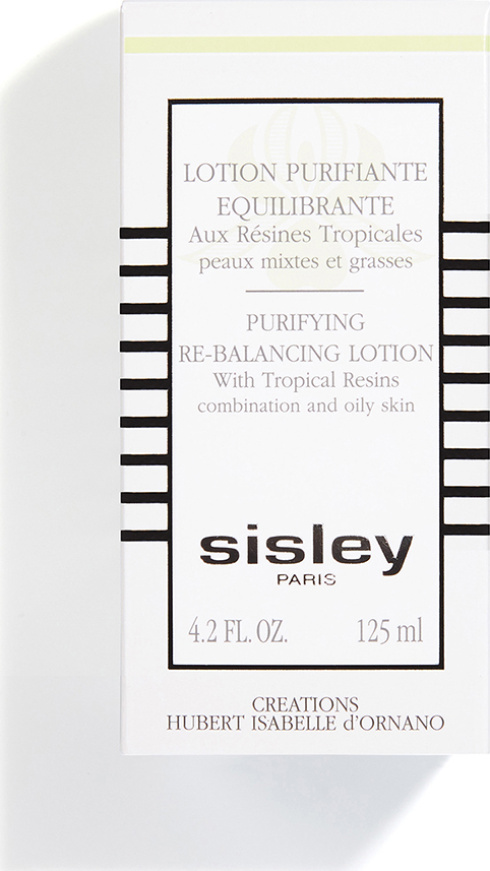 LOTION PURIFIANTE
EQUILIBRANTE
Aux Résines Tropicales
peaux mixtes et grasses
PURIFYING
RE-BALANCING LOTION
With Tropical Resins
combination and oily skin
sisley
PARIS
4.2 FL. OZ. 125 ml
CREATIONS
HUBERT ISABELLE d'ORNANO